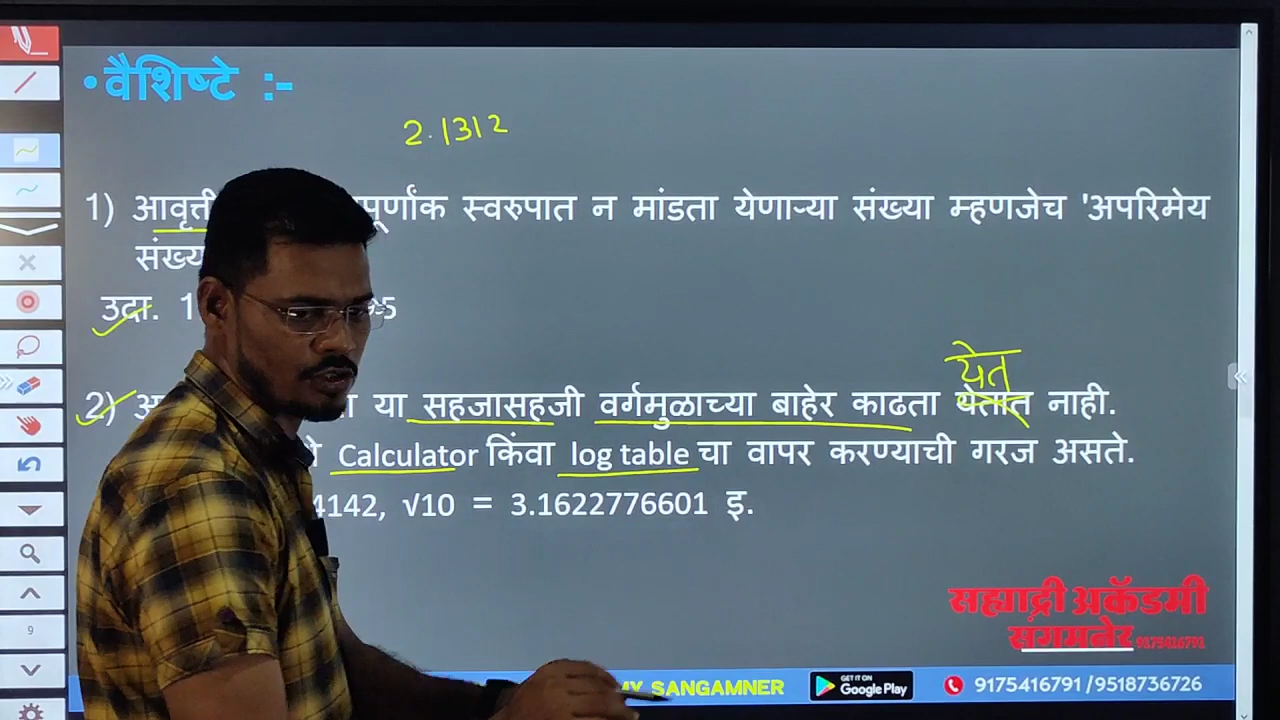 • वैशिष्टे :-
2.1312
1) आवृत्ती पूर्णांक स्वरुपात न मांडता येणाऱ्या संख्या म्हणजेच 'अपरिमेय
संख्य
उदा. 1
येत
2) या सहजासहजी वर्गमुळाच्या बाहेर काढता येतात नाही.
Calculator किंवा log table चा वापर करण्याची गरज असते.
4142, √10 = 3.1622776601 इ.
सह्याद्री अकॅडमी
संगमनेर 9175416791
MY SANGAMNER GET IT ON Google Play 9175416791 /9518736726
9